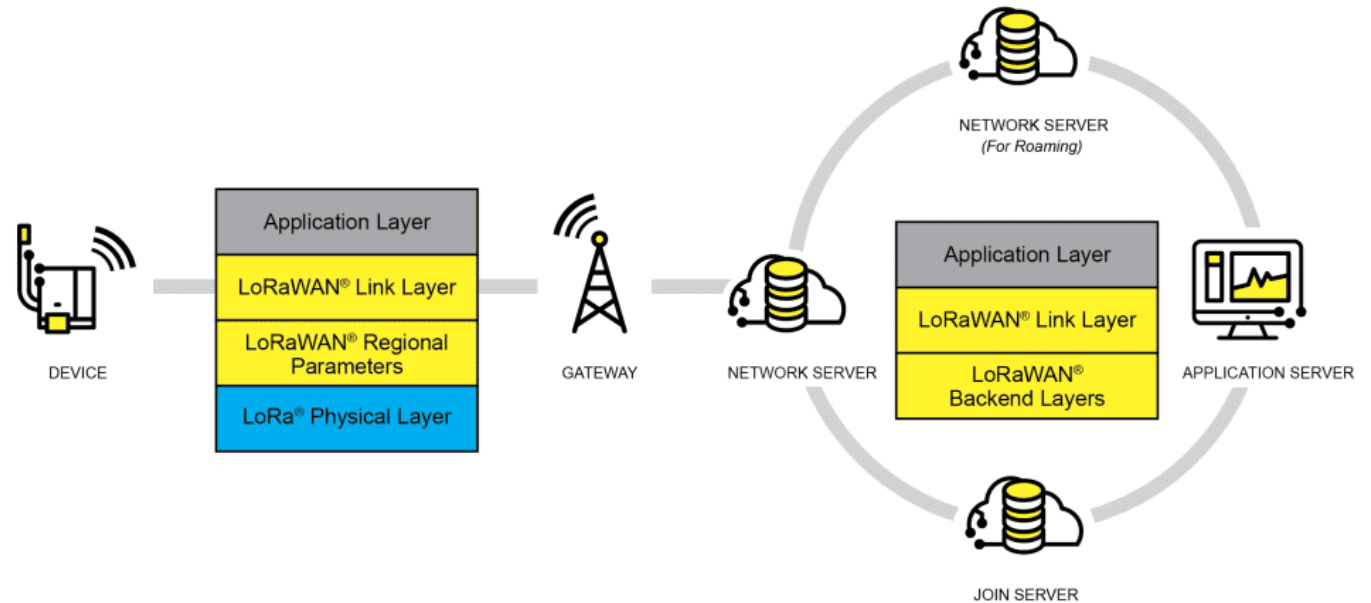 NETWORK SERVER
(For Roaming)
Application Layer
LoRaWAN® Link Layer
LoRaWAN® Regional
Parameters
LoRa® Physical Layer
Application Layer
LoRaWAN® Link Layer
LoRaWAN®
Backend Layers
DEVICE
GATEWAY
NETWORK SERVER
APPLICATION SERVER
JOIN SERVER